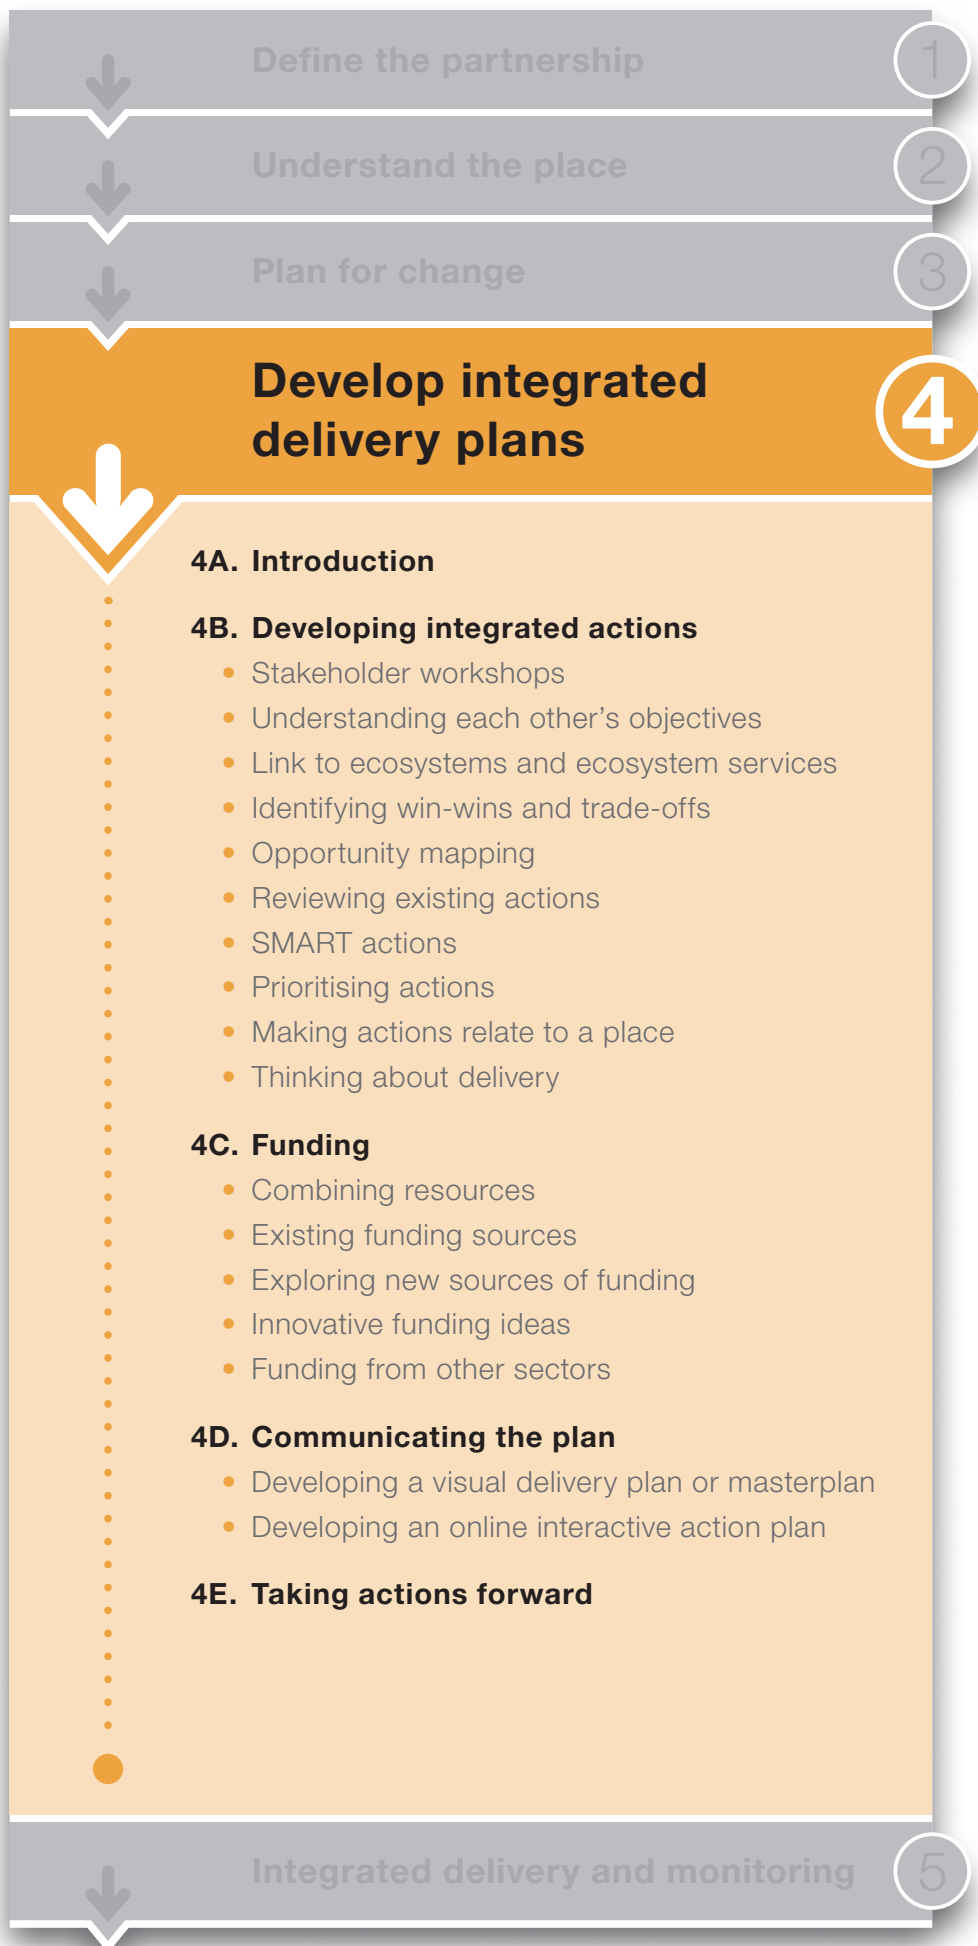 Define the partnership 1
Understand the place 2
Plan for change 3
Develop integrated
delivery plans
4
4A. Introduction
4B. Developing integrated actions
• Stakeholder workshops
• Understanding each other’s objectives
• Link to ecosystems and ecosystem services
• Identifying win-wins and trade-offs
• Opportunity mapping
• Reviewing existing actions
• SMART actions
• Prioritising actions
• Making actions relate to a place
• Thinking about delivery
4C. Funding
• Combining resources
• Existing funding sources
• Exploring new sources of funding
• Innovative funding ideas
• Funding from other sectors
4D. Communicating the plan
• Developing a visual delivery plan or masterplan
• Developing an online interactive action plan
4E. Taking actions forward
Integrated delivery and monitoring 5